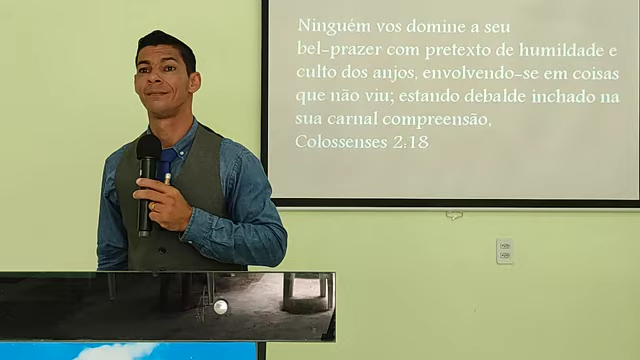 Ninguém vos domine a seu
bel-prazer com pretexto de humildade e
culto dos anjos, envolvendo-se em coisas
que não viu; estando debalde inchado na
sua carnal compreensão,
Colossenses 2:18